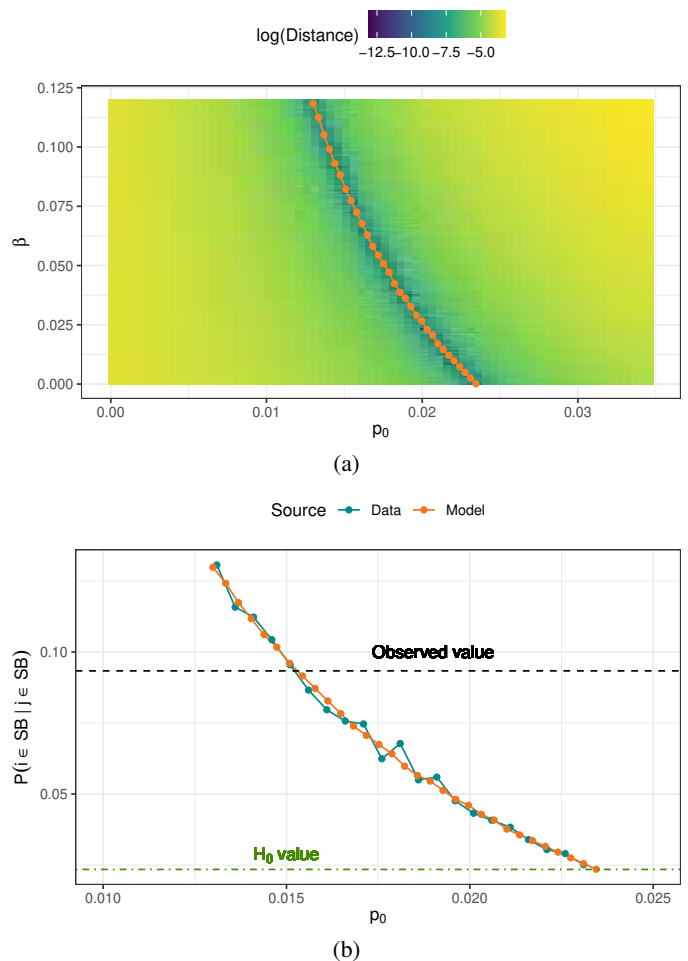 log(Distance)
−12.5 −10.0 −7.5 −5.0
0.125
0.100
0.075
0.050
0.025
0.000
β
0.00 0.01 0.02 0.03
p₀
(a)
Source Data Model
0.10
0.05
P(i ∈ SB | j ∈ SB)
Observed value
H₀ value
0.010 0.015 0.020 0.025
p₀
(b)